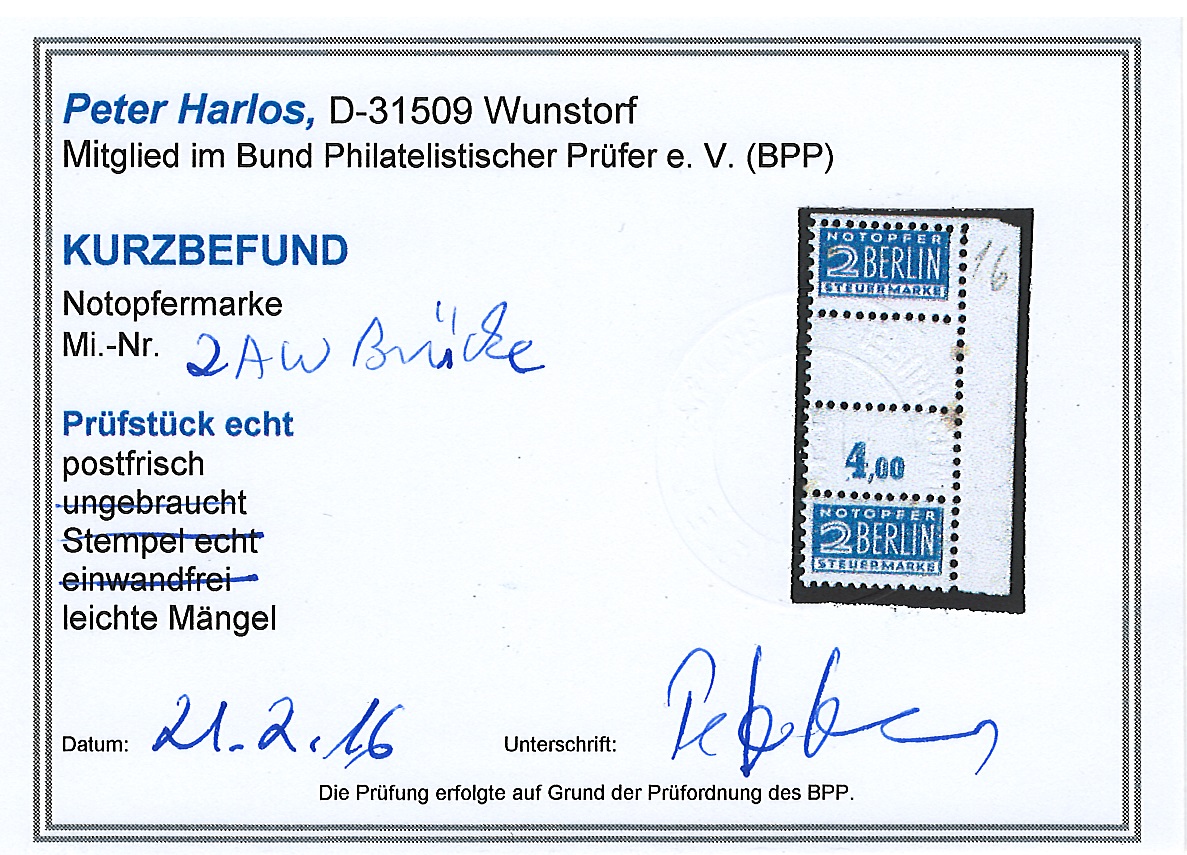 Peter Harlos, D-31509 Wunstorf
Mitglied im Bund Philatelistischer Prüfer e. V. (BPP)
KURZBEFUND
Notopfermarke
Mi.-Nr. 2AW Brücke
Prüfstück echt
postfrisch
ungebraucht
Stempel echt
einwandfrei
leichte Mängel
NOTOPFER
2 BERLIN
STEUERMARKE
16
4,00
NOTOPFER
2 BERLIN
STEUERMARKE
Datum: 21.2.16 Unterschrift:
Die Prüfung erfolgte auf Grund der Prüfordnung des BPP.